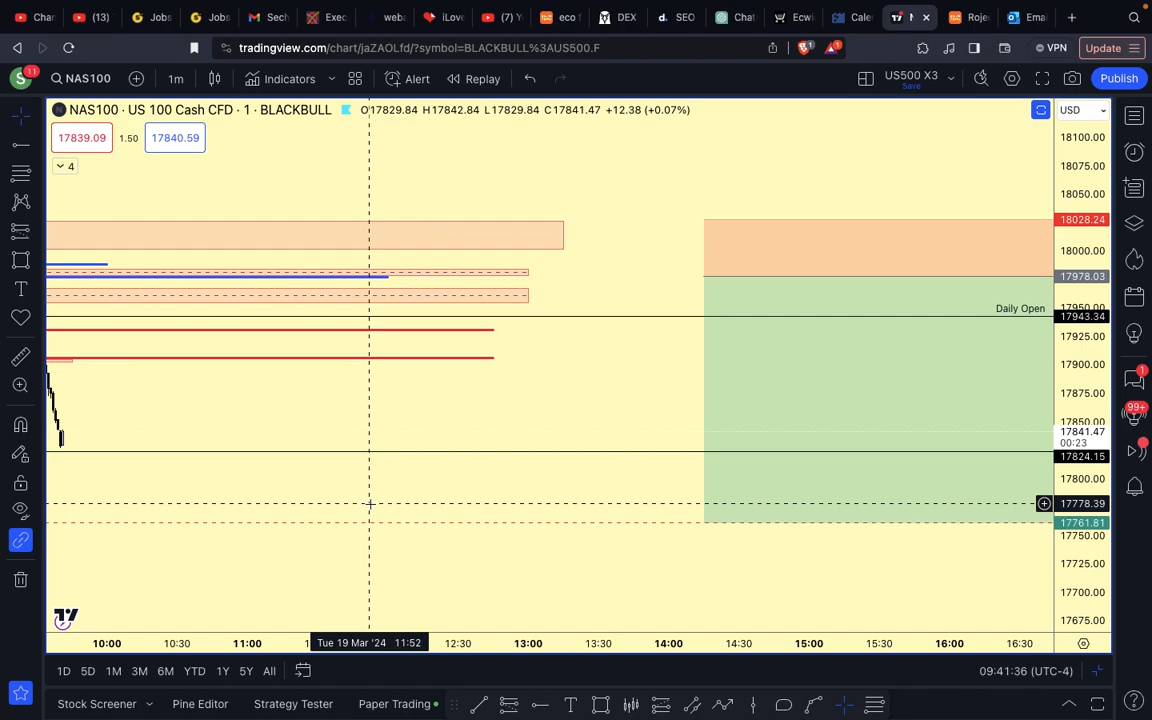 Char
(13)
Jobs
Jobs
Sech
Exec
weba
iLove
(7) Y
eco f
DEX
SEO
Chat
Ecwi
Caler
N
Roje
Emai
tradingview.com/chart/jaZAOLfd/?symbol=BLACKBULL%3AUS500.F
1
VPN
Update
S
11
NAS100
1m
Indicators
Alert
Replay
US500 X3
Save
Publish
NAS100 · US 100 Cash CFD · 1 · BLACKBULL
O17829.84 H17842.84 L17829.84 C17841.47 +12.38 (+0.07%)
USD
17839.09
1.50
17840.59
4
18100.00
18075.00
18050.00
18028.24
18000.00
17978.03
17950.00
Daily Open
17943.34
17925.00
17900.00
17875.00
17850.00
17841.47
00:23
17824.15
17800.00
17778.39
17761.81
17750.00
17725.00
17700.00
17675.00
1
99+
10:00
10:30
11:00
Tue 19 Mar '24 11:52
12:30
13:00
13:30
14:00
14:30
15:00
15:30
16:00
16:30
1D
5D
1M
3M
6M
YTD
1Y
5Y
All
09:41:36 (UTC-4)
Stock Screener
Pine Editor
Strategy Tester
Paper Trading